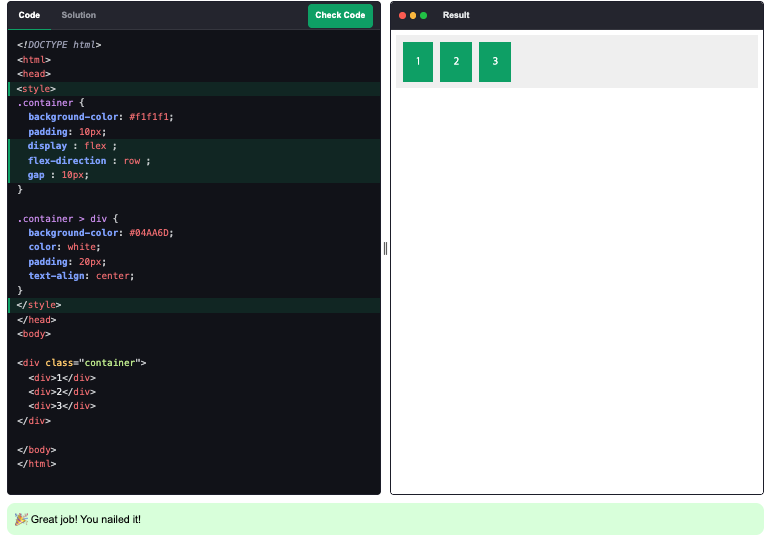 Code Solution Check Code
<!DOCTYPE html>
<html>
<head>
<style>
.container {
  background-color: #f1f1f1;
  padding: 10px;
  display : flex ;
  flex-direction : row ;
  gap : 10px;
}

.container > div {
  background-color: #04AA6D;
  color: white;
  padding: 20px;
  text-align: center;
}
</style>
</head>
<body>

<div class="container">
  <div>1</div>
  <div>2</div>
  <div>3</div>
</div>

</body>
</html>
Result
1 2 3
Great job! You nailed it!